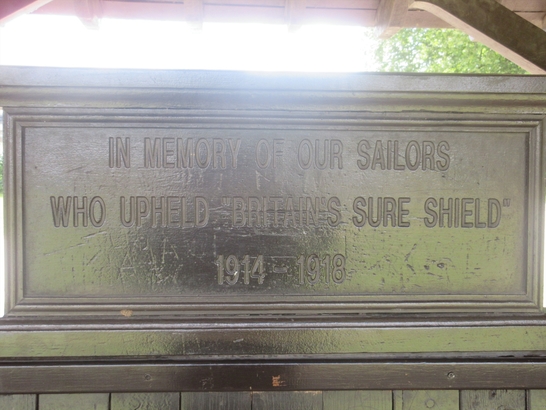 IN MEMORY OF OUR SAILORS
WHO UPHELD "BRITAIN'S SURE SHIELD"
1914 - 1918